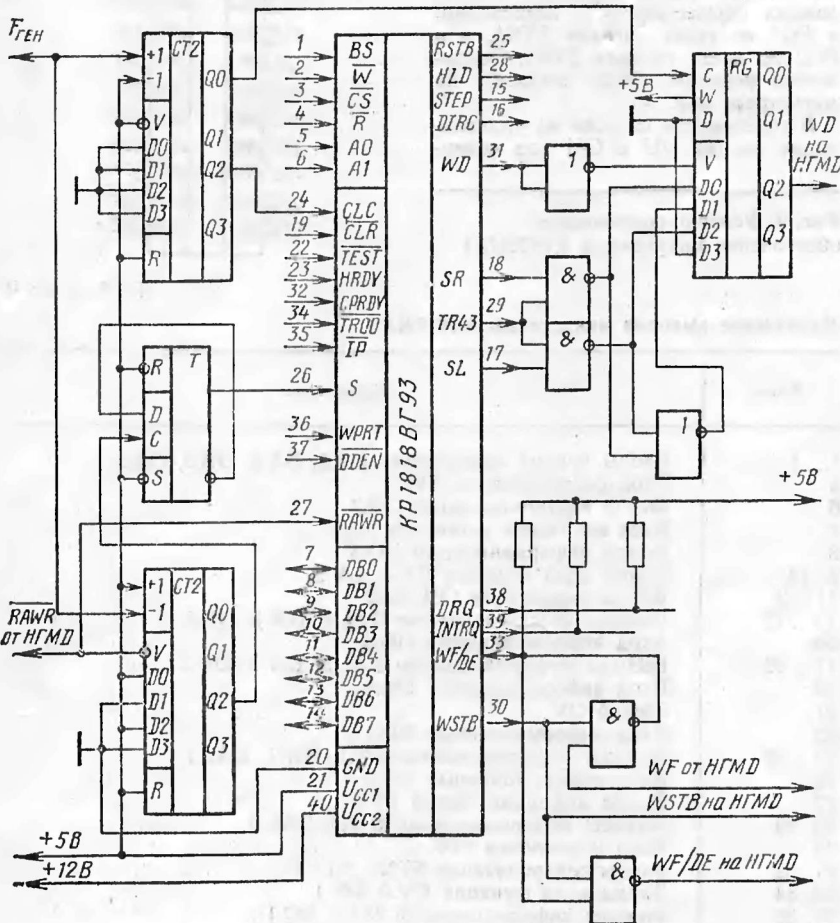 FГЕН
+1 CT2 Q0
-1
V Q1
D0 Q2
D1
D2
D3 Q3
R
R T
D
C
S
+1 CT2 Q0
-1
V Q1
D0 Q2
D1
D2
D3 Q3
R
RAWR от НГМД
+5В
+12В
КР1818ВГ93
1 BS
2 W
3 CS
4 R
5 A0
6 A1
24 CLC
19 CLR
22 TEST
23 HRDY
32 CPRDY
34 TR00
35 IP
26 S
36 WPRT
37 DDEN
27 RAWR
7 DB0
8 DB1
9 DB2
10 DB3
11 DB4
12 DB5
13 DB6
14 DB7
20 GND
21 UCC1
40 UCC2
RSTB 25
HLD 28
STEP 15
DIRC 16
WD 31
SR 18
TR43 29
SL 17
DRQ 38
INTRQ 39
WF/DE 33
WSTB 30
1
&
&
1
&
&
+5В
C RG Q0
W
D Q1
V Q2
D0
D1
D2 Q3
D3
WD на НГМД
+5В
WF от НГМД
WSTB на НГМД
WF/DE на НГМД